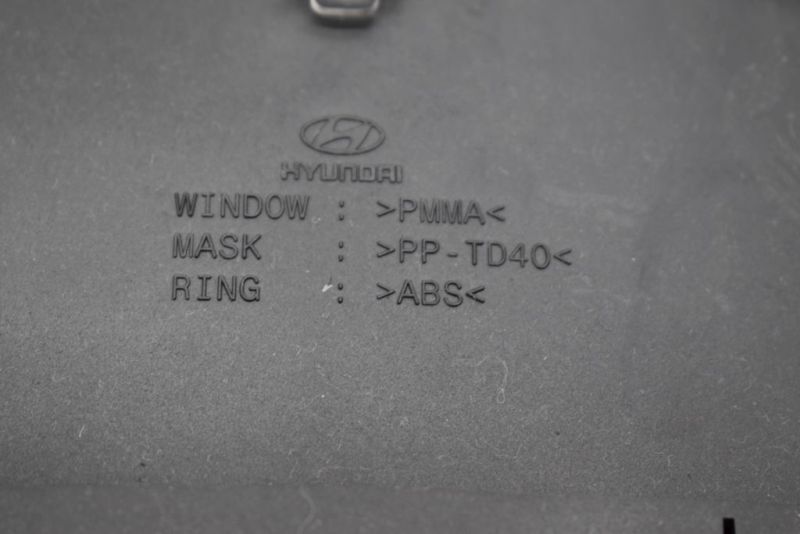 HYUNDAI
WINDOW : >PMMA<
MASK : >PP-TD40<
RING : >ABS<